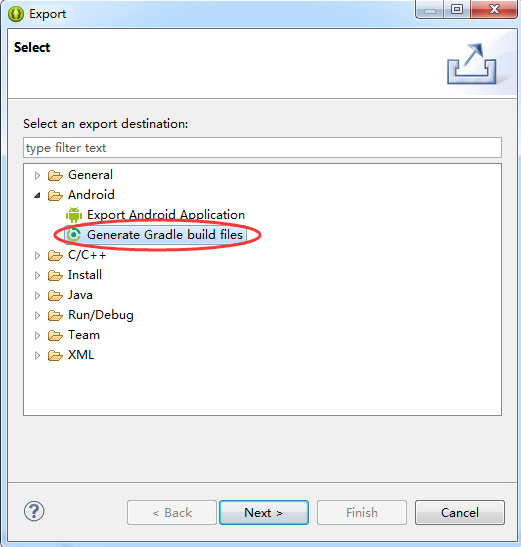 Export
Select
Select an export destination:
type filter text
General
Android
Export Android Application
Generate Gradle build files
C/C++
Install
Java
Run/Debug
Team
XML
?
< Back
Next >
Finish
Cancel